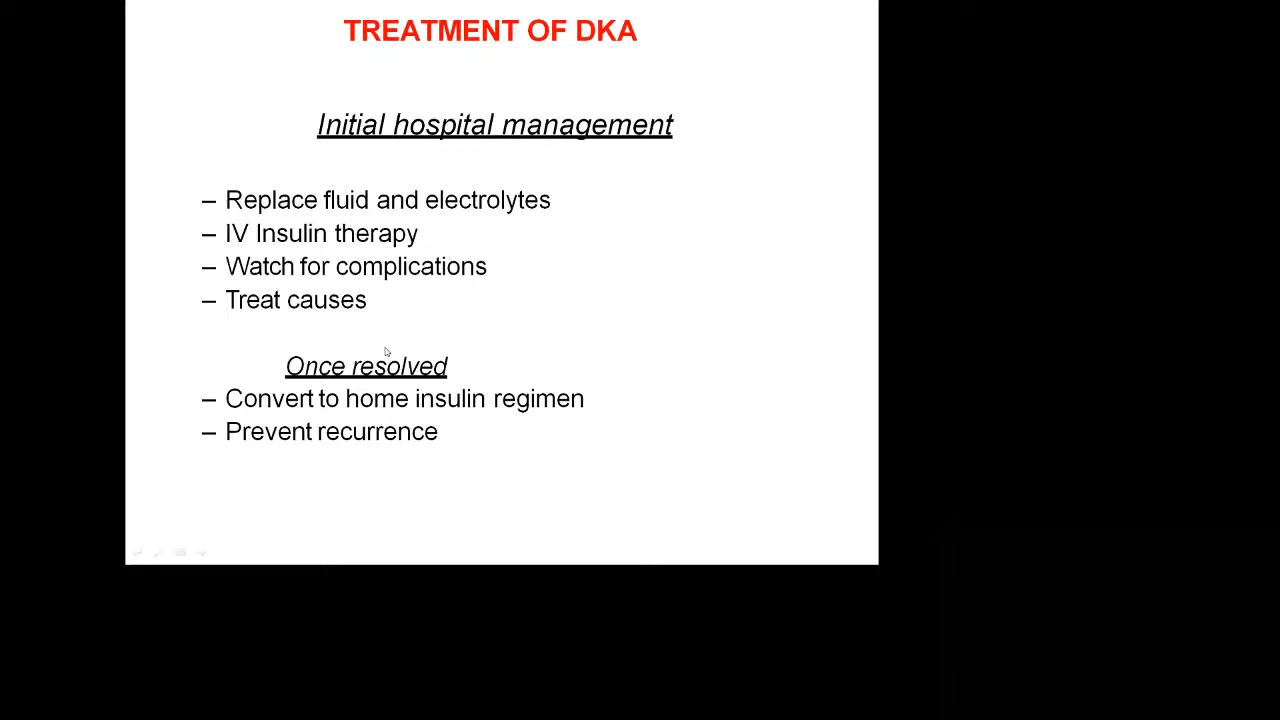 TREATMENT OF DKA
Initial hospital management
– Replace fluid and electrolytes
– IV Insulin therapy
– Watch for complications
– Treat causes
Once resolved
– Convert to home insulin regimen
– Prevent recurrence